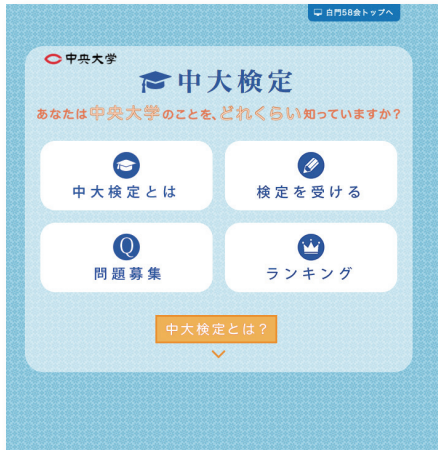 白門58会トップへ
中央大学
中大検定
あなたは中央大学のことを、どれくらい知っていますか?
中大検定とは
検定を受ける
Q
問題募集
ランキング
中大検定とは?